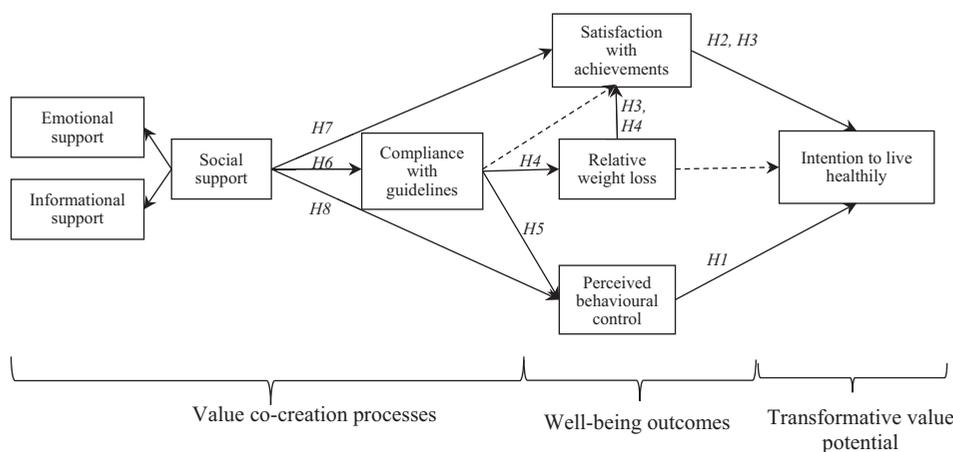 Satisfaction
with
achievements
H2, H3
Emotional
support
H7
H3,
H4
Social
support
H6
Compliance
with
guidelines
H4
Relative
weight loss
Intention to live
healthily
Informational
support
H8
H5
H1
Perceived
behavioural
control
Value co-creation processes
Well-being outcomes
Transformative value
potential